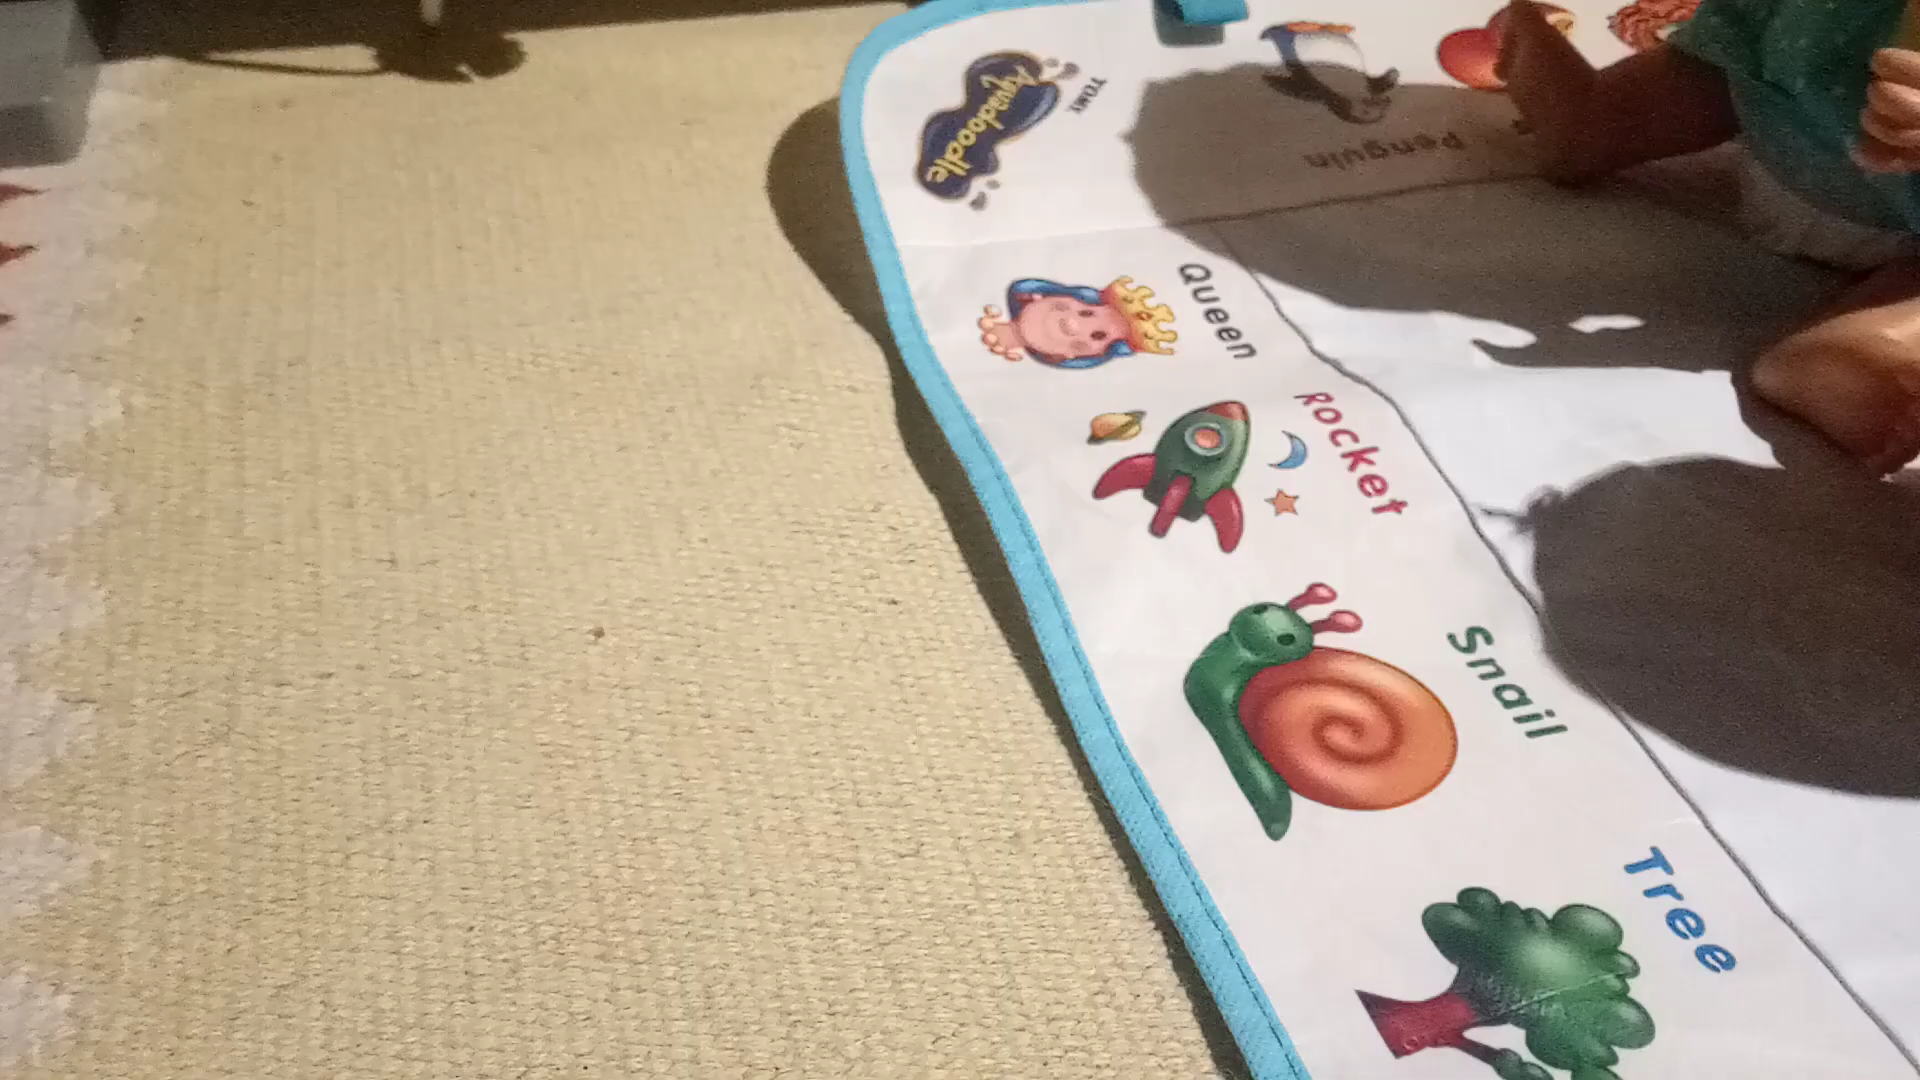 TOMY
Aquadoodle
Penguin
Queen
Rocket
Snail
Tree